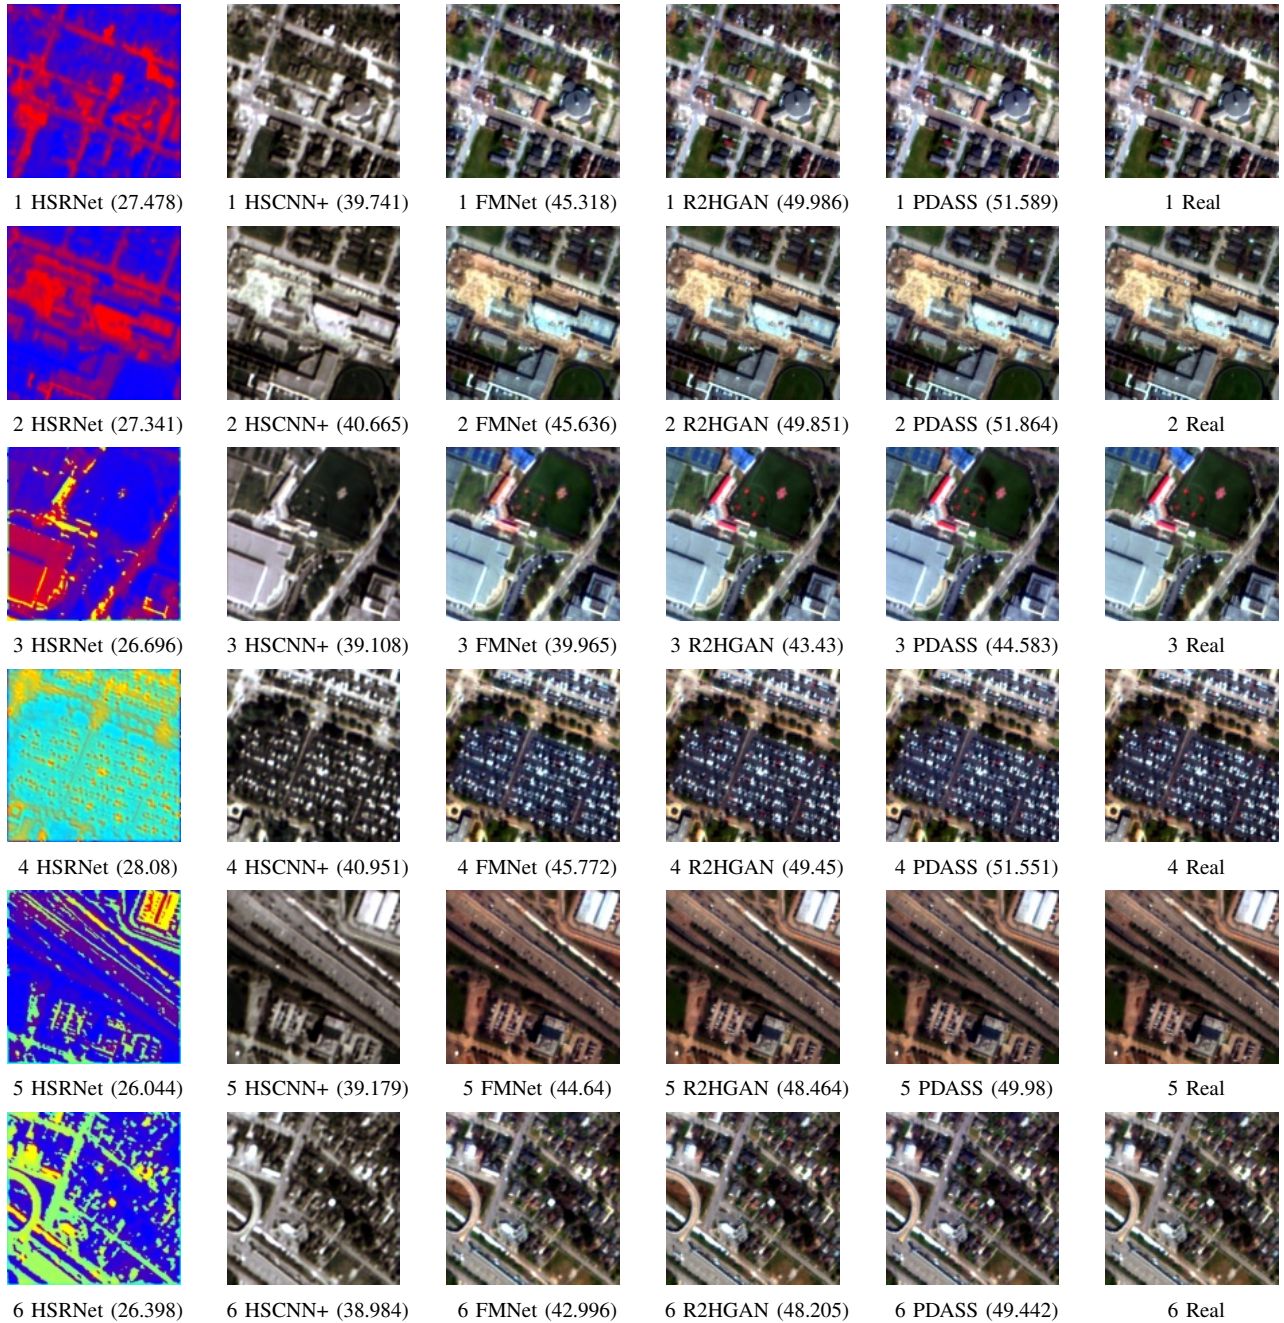 1 HSRNet (27.478) 1 HSCNN+ (39.741) 1 FMNet (45.318) 1 R2HGAN (49.986) 1 PDASS (51.589) 1 Real
2 HSRNet (27.341) 2 HSCNN+ (40.665) 2 FMNet (45.636) 2 R2HGAN (49.851) 2 PDASS (51.864) 2 Real
3 HSRNet (26.696) 3 HSCNN+ (39.108) 3 FMNet (39.965) 3 R2HGAN (43.43) 3 PDASS (44.583) 3 Real
4 HSRNet (28.08) 4 HSCNN+ (40.951) 4 FMNet (45.772) 4 R2HGAN (49.45) 4 PDASS (51.551) 4 Real
5 HSRNet (26.044) 5 HSCNN+ (39.179) 5 FMNet (44.64) 5 R2HGAN (48.464) 5 PDASS (49.98) 5 Real
6 HSRNet (26.398) 6 HSCNN+ (38.984) 6 FMNet (42.996) 6 R2HGAN (48.205) 6 PDASS (49.442) 6 Real